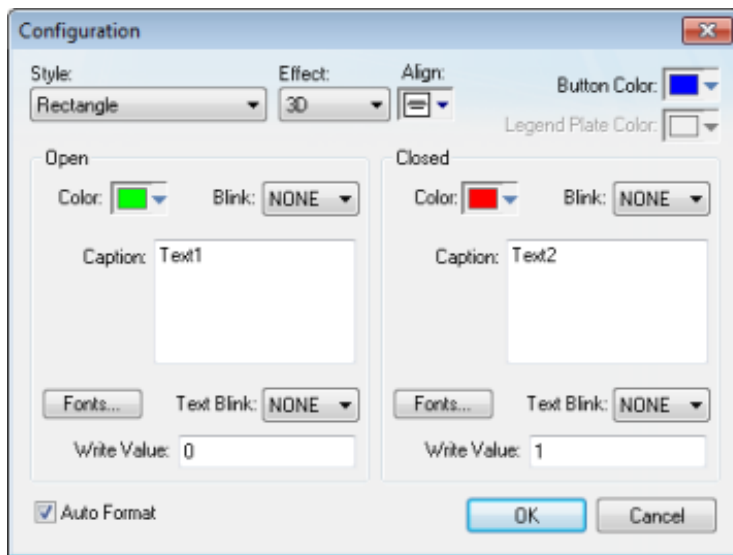 Configuration
Style: Effect: Align:
Rectangle 3D Button Color:
Legend Plate Color:
Open Closed
Color: Blink: NONE Color: Blink: NONE
Caption: Text1 Caption: Text2
Fonts... Text Blink: NONE Fonts... Text Blink: NONE
Write Value: 0 Write Value: 1
Auto Format OK Cancel